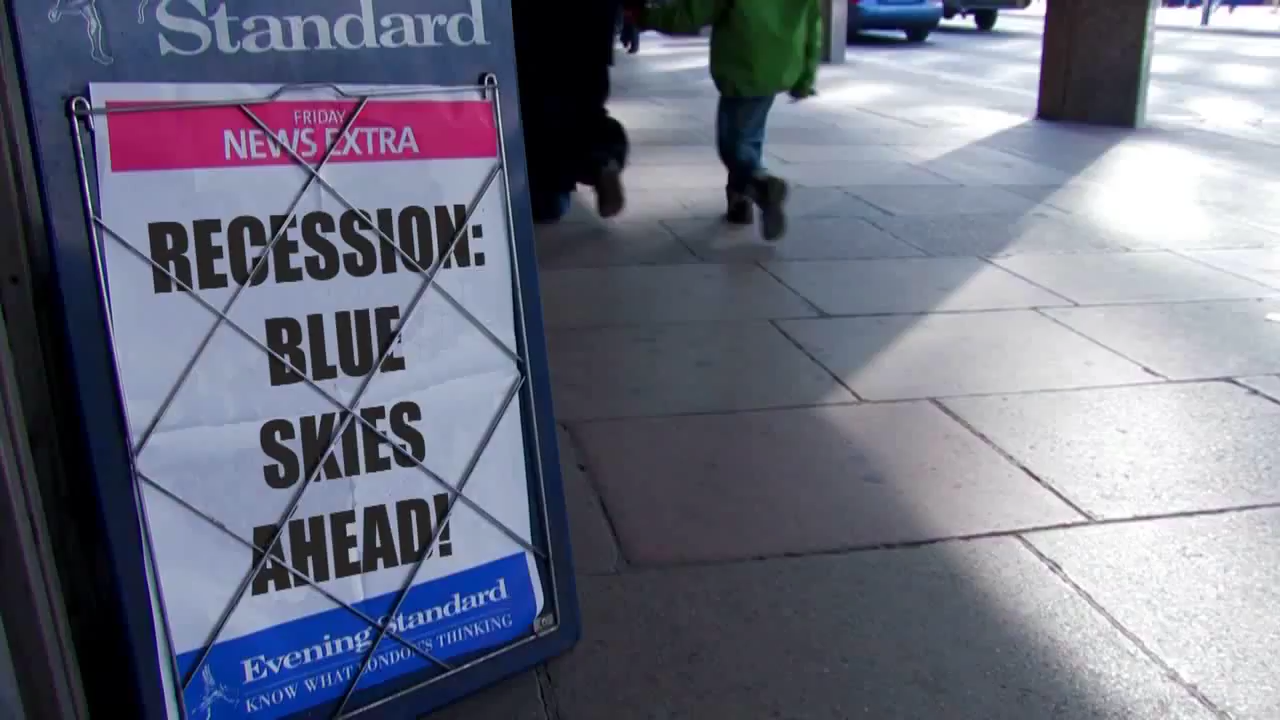 Standard
FRIDAY
NEWS EXTRA
RECESSION:
BLUE
SKIES
AHEAD!
Evening Standard
KNOW WHAT LONDON'S THINKING